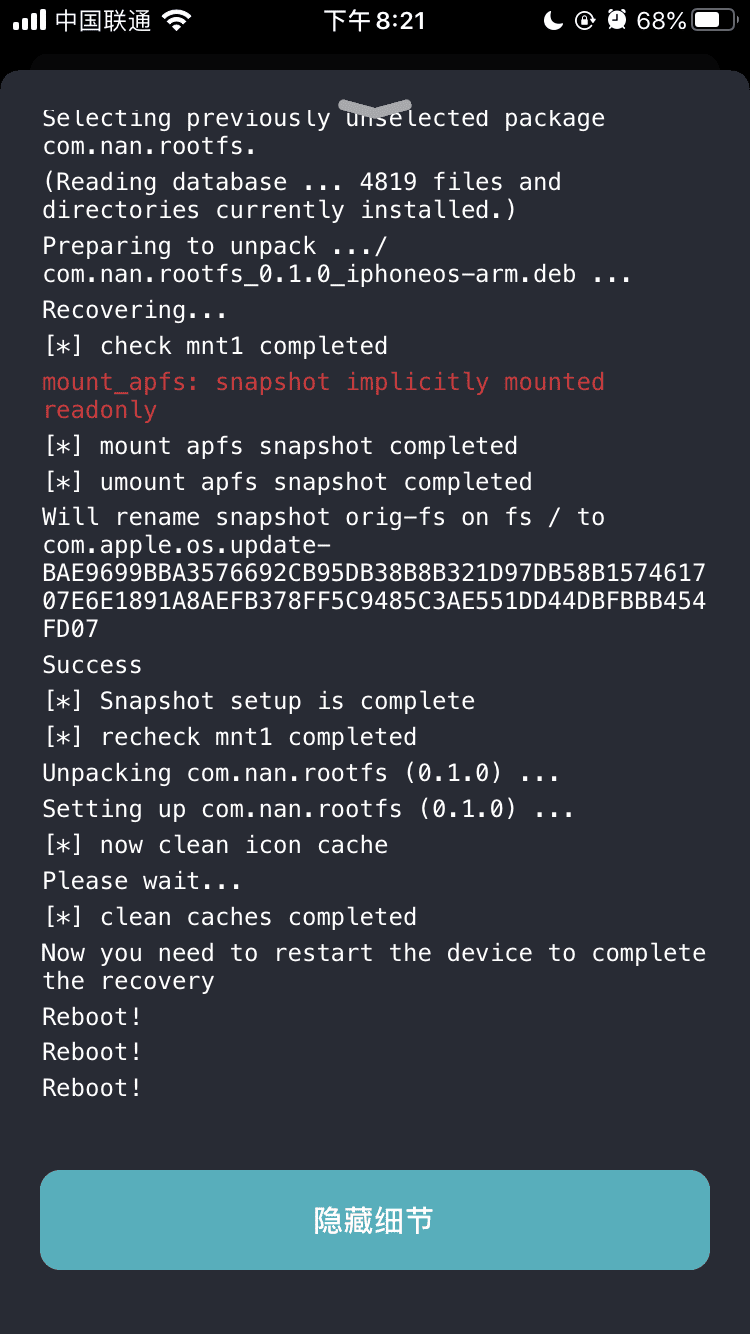 中国联通
下午8:21
68%
Selecting previously unselected package
com.nan.rootfs.
(Reading database ... 4819 files and
directories currently installed.)
Preparing to unpack .../
com.nan.rootfs_0.1.0_iphoneos-arm.deb ...
Recovering...
[*] check mnt1 completed
mount_apfs: snapshot implicitly mounted
readonly
[*] mount apfs snapshot completed
[*] umount apfs snapshot completed
Will rename snapshot orig-fs on fs / to
com.apple.os.update-
BAE9699BBA3576692CB95DB38B8B321D97DB58B1574617
07E6E1891A8AEFB378FF5C9485C3AE551DD44DBFBBB454
FD07
Success
[*] Snapshot setup is complete
[*] recheck mnt1 completed
Unpacking com.nan.rootfs (0.1.0) ...
Setting up com.nan.rootfs (0.1.0) ...
[*] now clean icon cache
Please wait...
[*] clean caches completed
Now you need to restart the device to complete
the recovery
Reboot!
Reboot!
Reboot!
隐藏细节